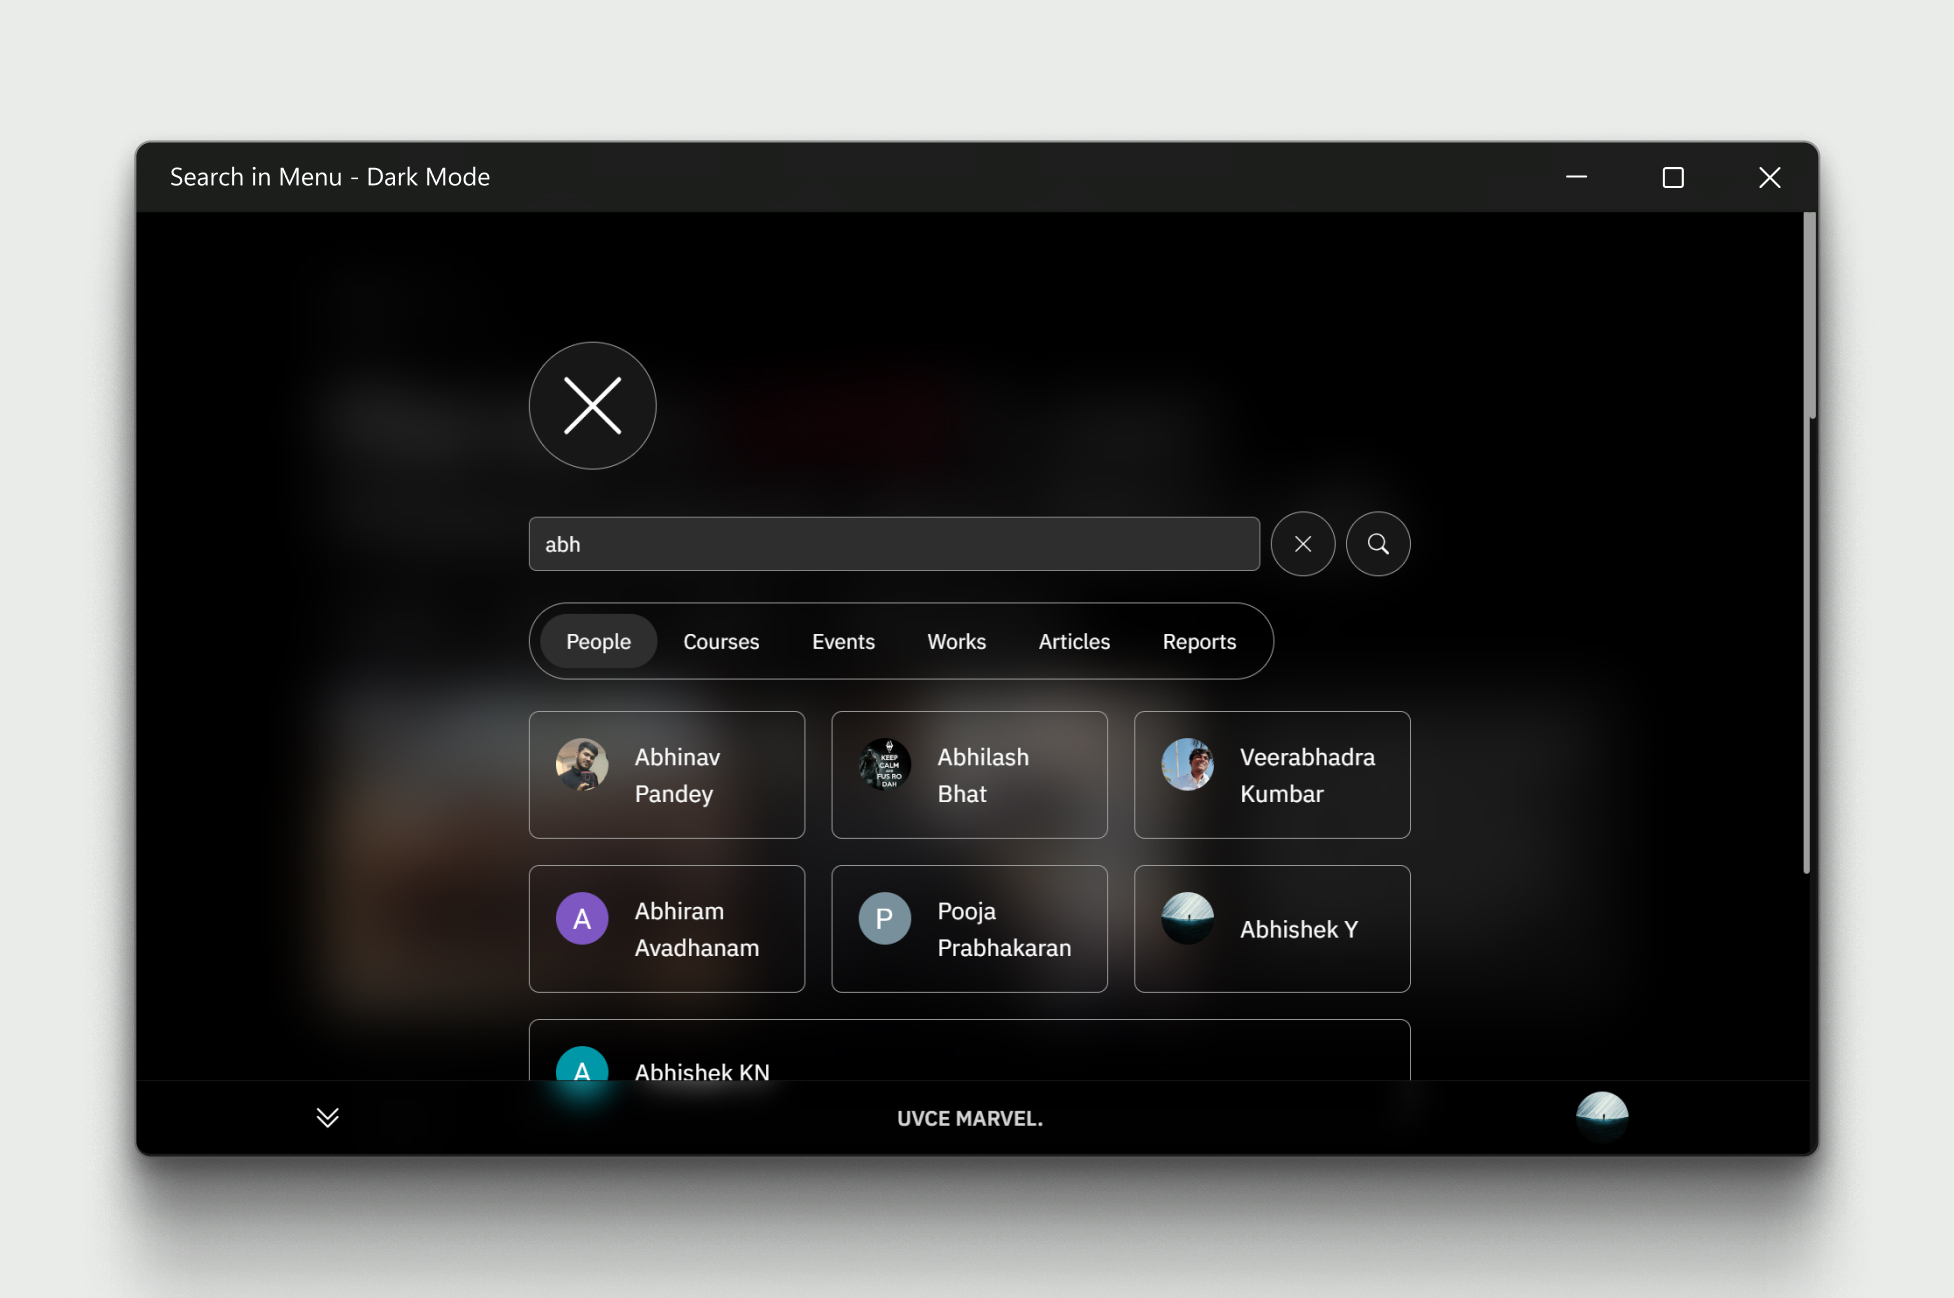 Search in Menu - Dark Mode
abh
People Courses Events Works Articles Reports
Abhinav
Pandey
KEEP
CALM
AND
FUS RO
DAH
Abhilash
Bhat
Veerabhadra
Kumbar
A
Abhiram
Avadhanam
P
Pooja
Prabhakaran
Abhishek Y
A
Abhishek KN
UVCE MARVEL.